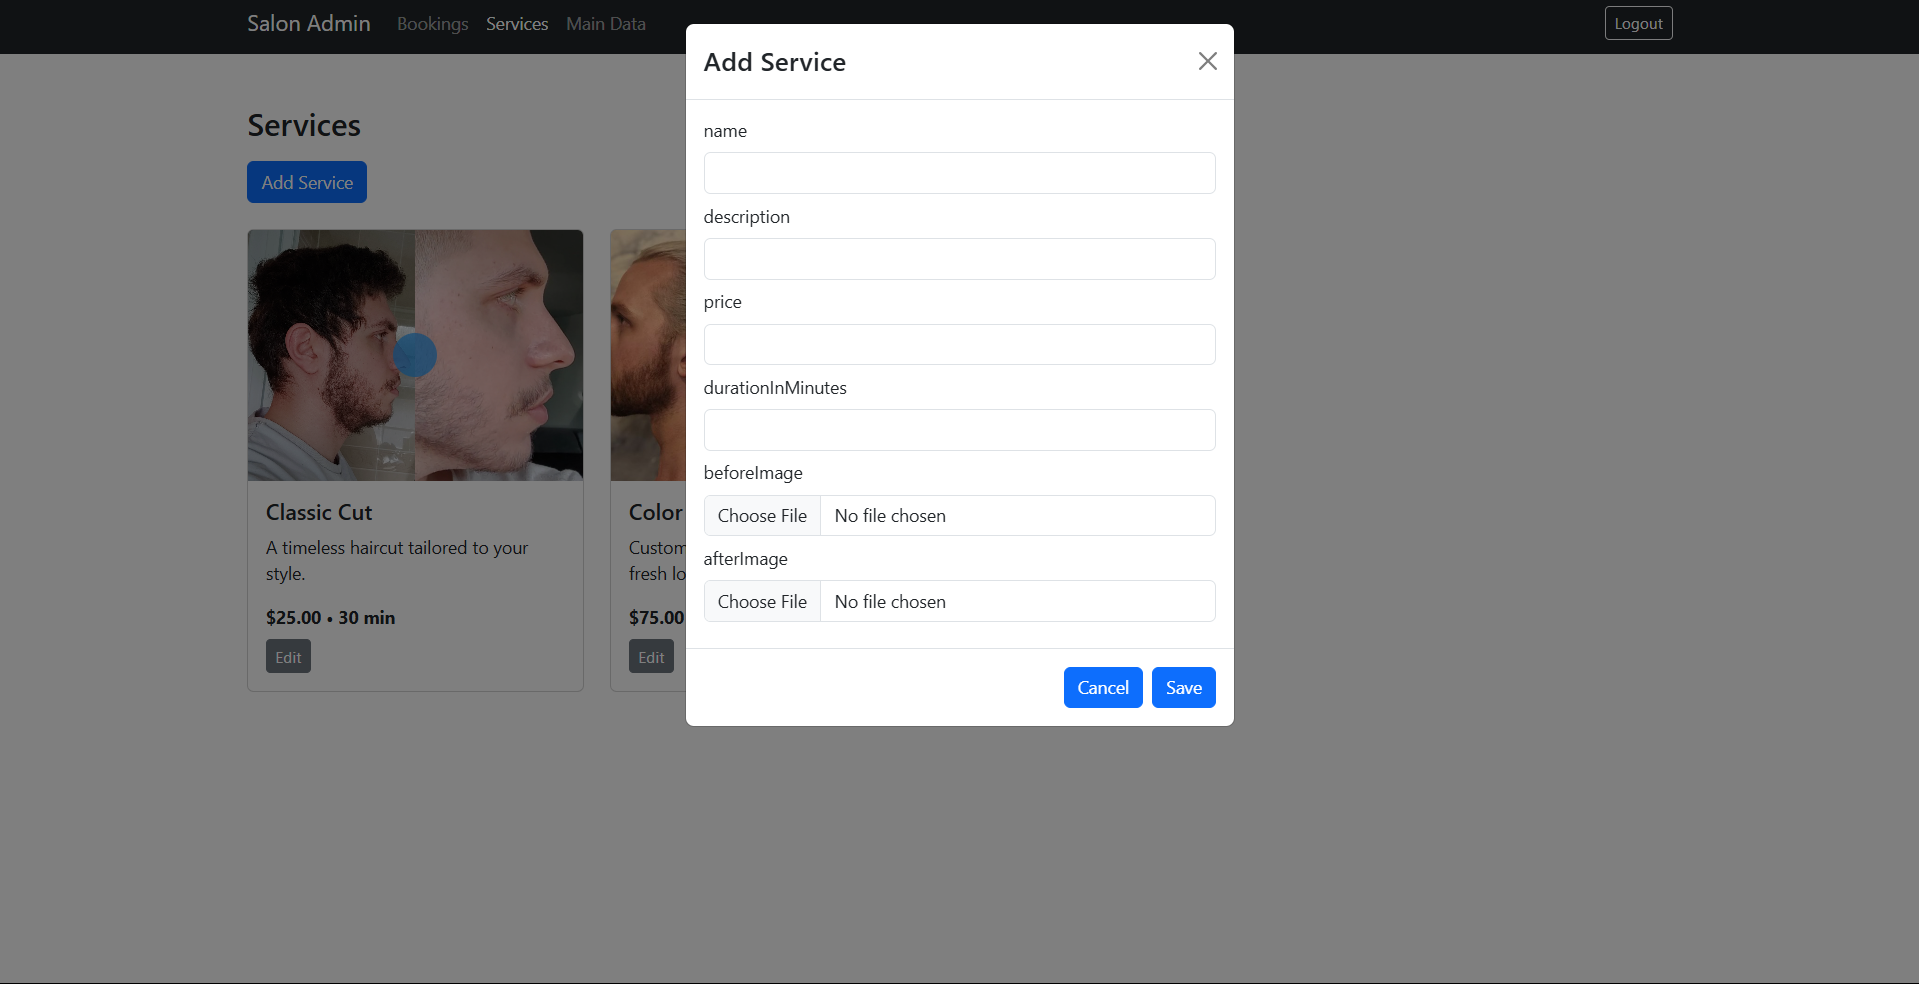 Salon Admin Bookings Services Main Data Logout
Add Service
Services
Add Service
name
description
price
durationInMinutes
beforeImage
Choose File No file chosen
afterImage
Choose File No file chosen
Cancel Save
Classic Cut
A timeless haircut tailored to your
style.
$25.00 • 30 min
Edit
Color
Custom
fresh lo
$75.00
Edit